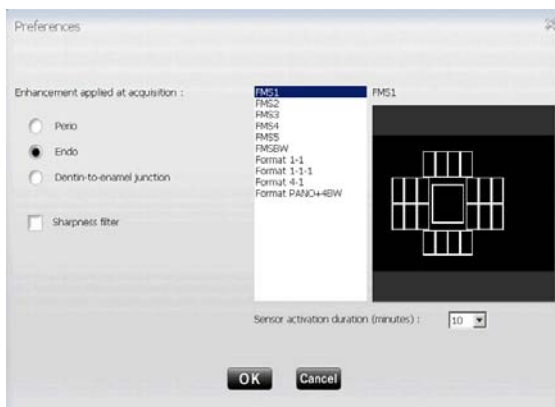 Preferences
Enhancement applied at acquisition :
Perio
Endo
Dentin-to-enamel junction
Sharpness filter
FMS1
FMS2
FMS3
FMS4
FMS5
FMSBW
Format 1-1
Format 1-1-1
Format 4-1
Format PANO+4BW
FMS1
Sensor activation duration (minutes) : 10
OK Cancel